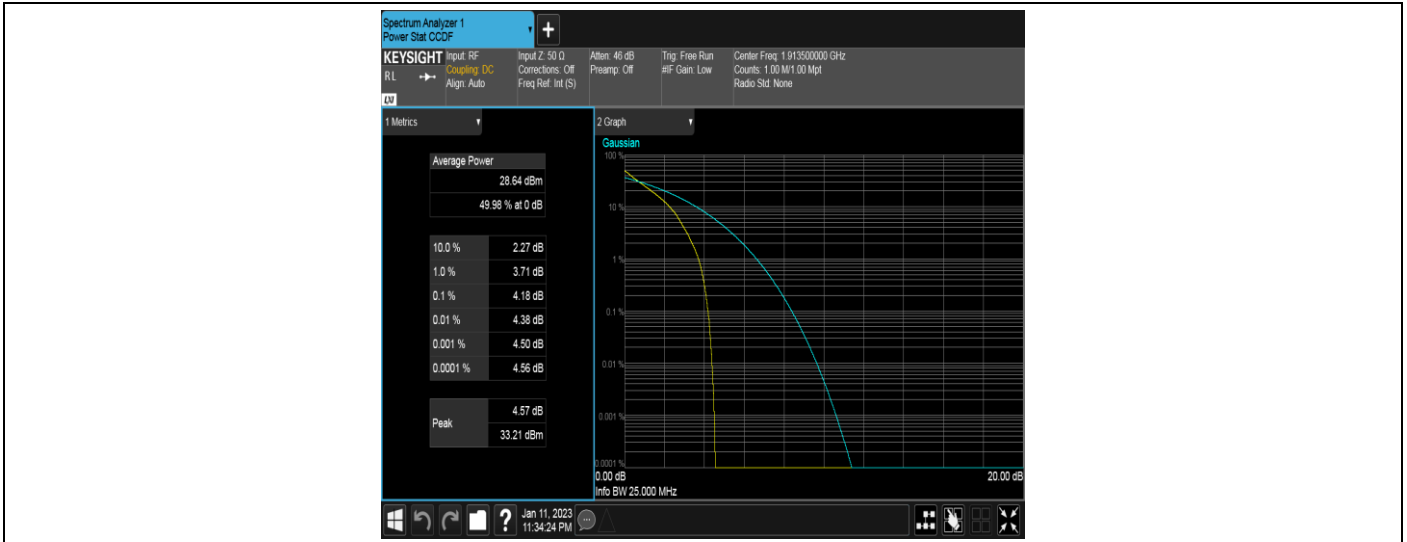 Spectrum Analyzer 1
Power Stat CCDF
+
KEYSIGHT
RL
LXI
Input: RF
Coupling: DC
Align: Auto
Input Z: 50 Ω
Corrections: Off
Freq Ref: Int (S)
Atten: 46 dB
Preamp: Off
Trig: Free Run
#IF Gain: Low
Center Freq: 1.913500000 GHz
Counts: 1.00 M/1.00 Mpt
Radio Std: None
1 Metrics
Average Power
28.64 dBm
49.98 % at 0 dB
10.0 % 2.27 dB
1.0 % 3.71 dB
0.1 % 4.18 dB
0.01 % 4.38 dB
0.001 % 4.50 dB
0.0001 % 4.56 dB
Peak
4.57 dB
33.21 dBm
2 Graph
Gaussian
100 %
10 %
1 %
0.1 %
0.01 %
0.001 %
0.0001 %
0.00 dB 20.00 dB
Info BW 25.000 MHz
?
Jan 11, 2023
11:34:24 PM